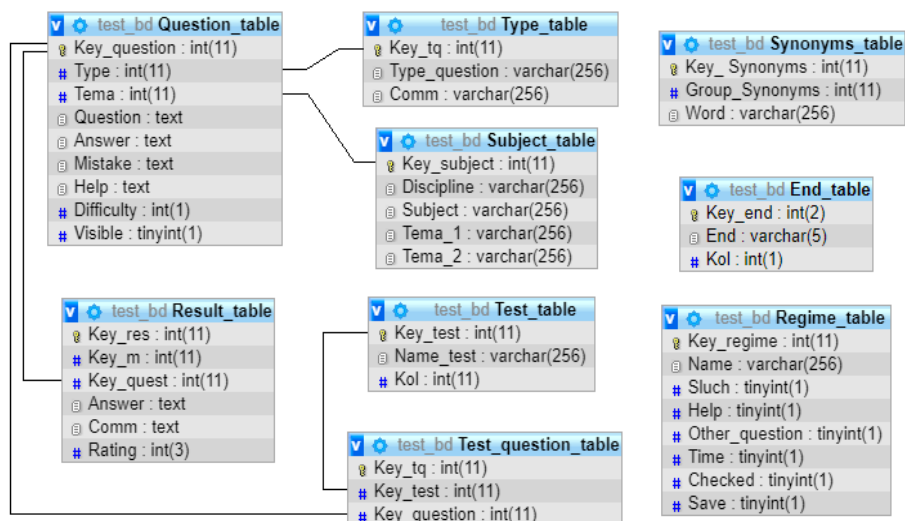 test_bd Question_table
Key_question : int(11)
# Type : int(11)
# Tema : int(11)
Question : text
Answer : text
Mistake : text
Help : text
# Difficulty : int(1)
# Visible : tinyint(1)
test_bd Type_table
Key_tq : int(11)
Type_question : varchar(256)
Comm : varchar(256)
test_bd Subject_table
Key_subject : int(11)
Discipline : varchar(256)
Subject : varchar(256)
Tema_1 : varchar(256)
Tema_2 : varchar(256)
test_bd Synonyms_table
Key_ Synonyms : int(11)
# Group_Synonyms : int(11)
Word : varchar(256)
test_bd End_table
Key_end : int(2)
End : varchar(5)
# Kol : int(1)
test_bd Result_table
Key_res : int(11)
# Key_m : int(11)
# Key_quest : int(11)
Answer : text
Comm : text
# Rating : int(3)
test_bd Test_table
Key_test : int(11)
Name_test : varchar(256)
# Kol : int(11)
test_bd Test_question_table
Key_tq : int(11)
# Key_test : int(11)
# Key_question : int(11)
test_bd Regime_table
Key_regime : int(11)
Name : varchar(256)
# Sluch : tinyint(1)
# Help : tinyint(1)
# Other_question : tinyint(1)
# Time : tinyint(1)
# Checked : tinyint(1)
# Save : tinyint(1)